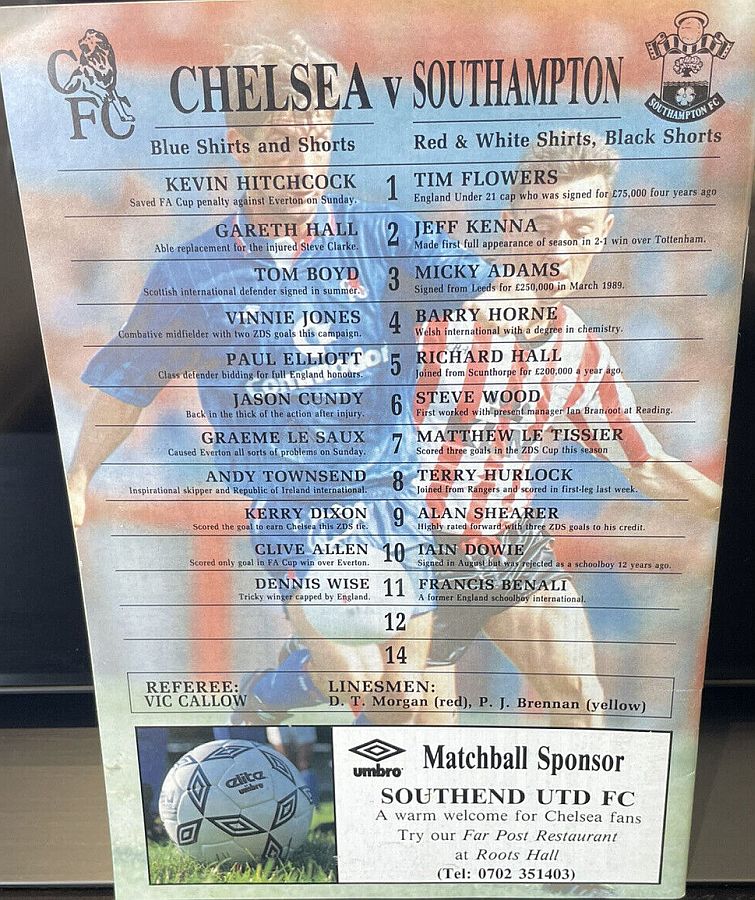 CFC
CHELSEA v SOUTHAMPTON
SOUTHAMPTON FC
Blue Shirts and Shorts
Red & White Shirts, Black Shorts
KEVIN HITCHCOCK 1 TIM FLOWERS
Saved FA Cup penalty against Everton on Sunday. England Under 21 cap who was signed for £75,000 four years ago
GARETH HALL 2 JEFF KENNA
Able replacement for the injured Steve Clarke. Made first full appearance of season in 2-1 win over Tottenham.
TOM BOYD 3 MICKY ADAMS
Scottish international defender signed in summer. Signed from Leeds for £250,000 in March 1989.
VINNIE JONES 4 BARRY HORNE
Combative midfielder with two ZDS goals this campaign. Welsh international with a degree in chemistry.
PAUL ELLIOTT 5 RICHARD HALL
Class defender bidding for full England honours. Joined from Scunthorpe for £200,000 a year ago.
JASON CUNDY 6 STEVE WOOD
Back in the thick of the action after injury. First worked with present manager Ian Branfoot at Reading.
GRAEME LE SAUX 7 MATTHEW LE TISSIER
Caused Everton all sorts of problems on Sunday. Scored three goals in the ZDS Cup this season
ANDY TOWNSEND 8 TERRY HURLOCK
Inspirational skipper and Republic of Ireland international. Joined from Rangers and scored in first-leg last week.
KERRY DIXON 9 ALAN SHEARER
Scored the goal to earn Chelsea this ZDS tie. Highly rated forward with three ZDS goals to his credit.
CLIVE ALLEN 10 IAIN DOWIE
Scored only goal in FA Cup win over Everton. Signed in August but was rejected as a schoolboy 12 years ago.
DENNIS WISE 11 FRANCIS BENALI
Tricky winger capped by England. A former England schoolboy international.
12
14
REFEREE: LINESMEN:
VIC CALLOW D. T. Morgan (red), P. J. Brennan (yellow)
elite
umbro
umbro
Matchball Sponsor
SOUTHEND UTD FC
A warm welcome for Chelsea fans
Try our Far Post Restaurant
at Roots Hall
(Tel: 0702 351403)